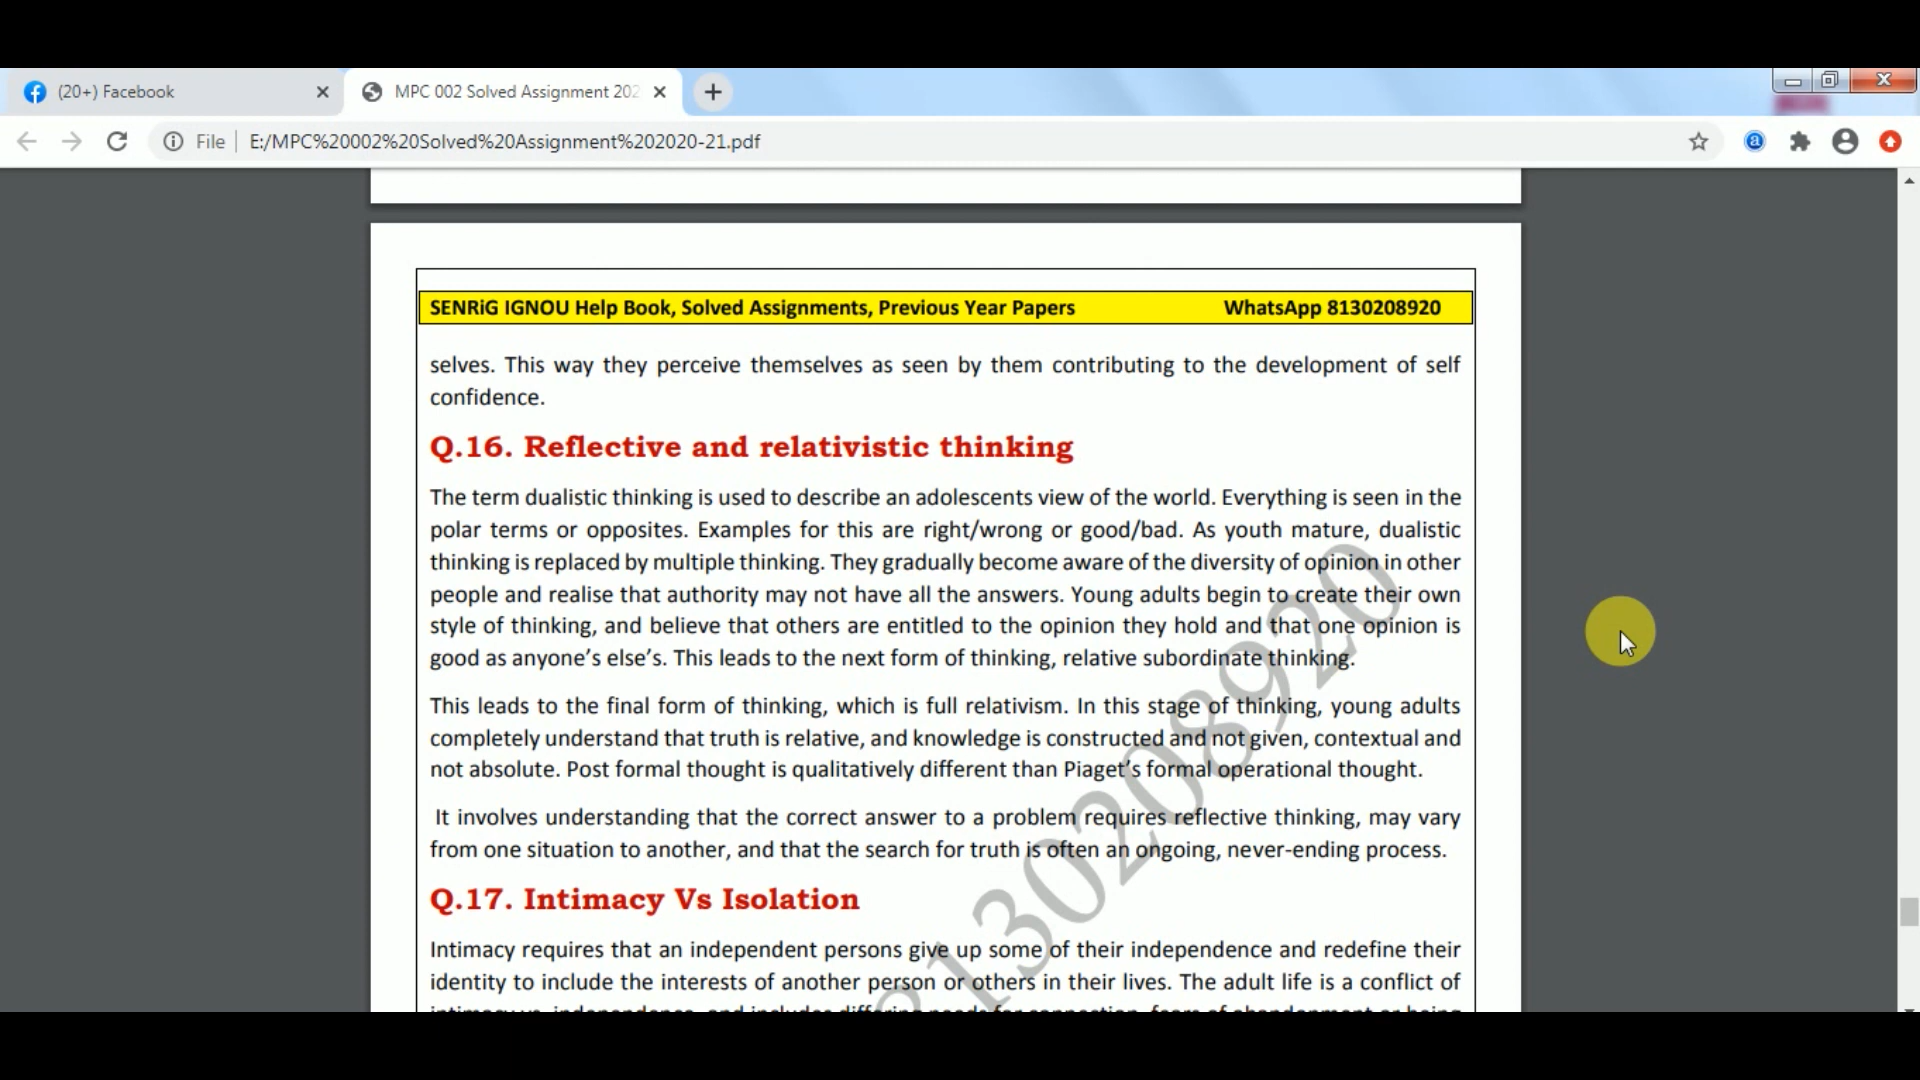 (20+) Facebook
MPC 002 Solved Assignment 202
File
E:/MPC%20002%20Solved%20Assignment%202020-21.pdf
SENRiG IGNOU Help Book, Solved Assignments, Previous Year Papers WhatsApp 8130208920
selves. This way they perceive themselves as seen by them contributing to the development of self
confidence.
Q.16. Reflective and relativistic thinking
The term dualistic thinking is used to describe an adolescents view of the world. Everything is seen in the
polar terms or opposites. Examples for this are right/wrong or good/bad. As youth mature, dualistic
thinking is replaced by multiple thinking. They gradually become aware of the diversity of opinion in other
people and realise that authority may not have all the answers. Young adults begin to create their own
style of thinking, and believe that others are entitled to the opinion they hold and that one opinion is
good as anyone’s else’s. This leads to the next form of thinking, relative subordinate thinking.
This leads to the final form of thinking, which is full relativism. In this stage of thinking, young adults
completely understand that truth is relative, and knowledge is constructed and not given, contextual and
not absolute. Post formal thought is qualitatively different than Piaget’s formal operational thought.
It involves understanding that the correct answer to a problem requires reflective thinking, may vary
from one situation to another, and that the search for truth is often an ongoing, never-ending process.
Q.17. Intimacy Vs Isolation
Intimacy requires that an independent persons give up some of their independence and redefine their
identity to include the interests of another person or others in their lives. The adult life is a conflict of
8130208920